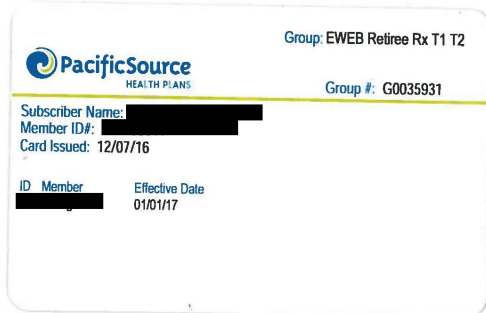 Group: EWEB Retiree Rx T1 T2
PacificSource
HEALTH PLANS
Group #: G0035931
Subscriber Name:
Member ID#:
Card Issued: 12/07/16
ID Member Effective Date
01/01/17